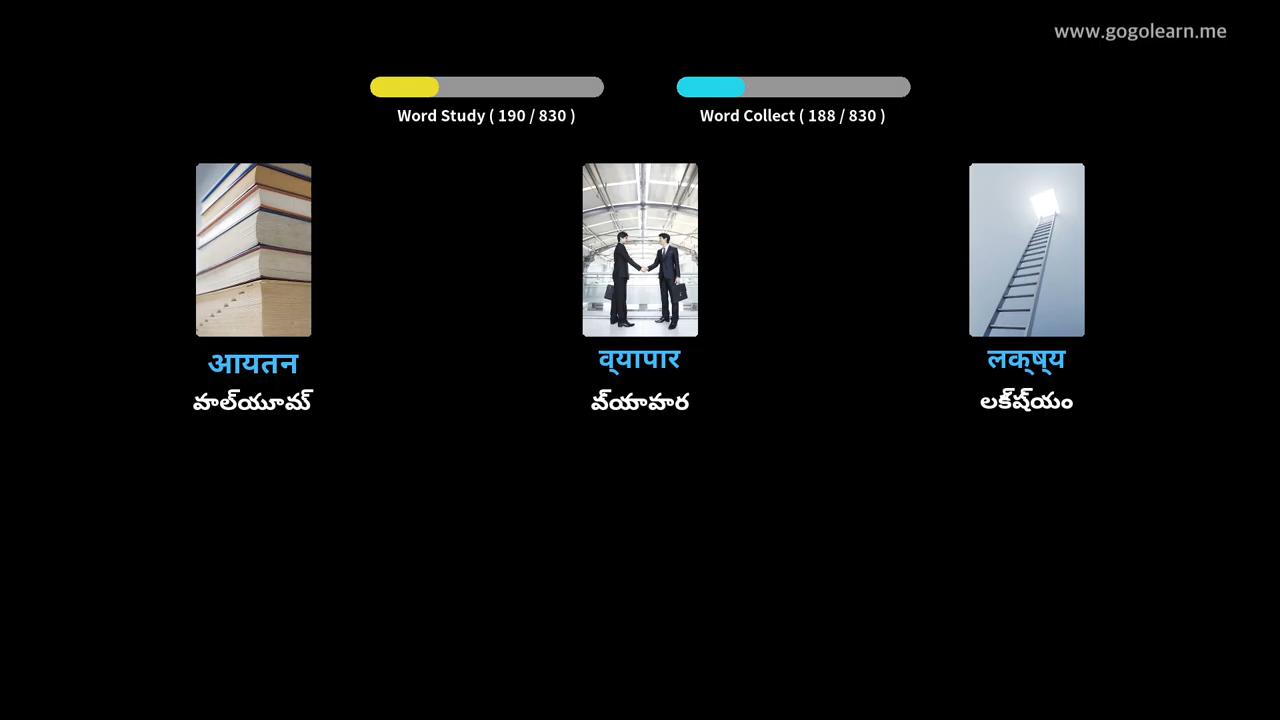 www.gogolearn.me
Word Study ( 190 / 830 )
Word Collect ( 188 / 830 )
आयतन
व्‌यापार
लक्‌ष्‌य
వాల్‌యూమ్
వ్‌యాపార
లక్‌ష్‌యం